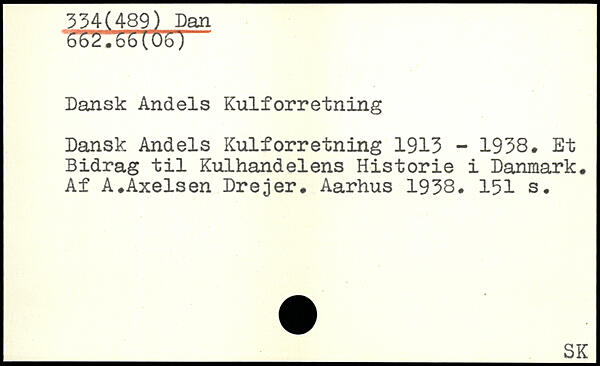 334(489) Dan
662.66(06)
Dansk Andels Kulforretning
Dansk Andels Kulforretning 1913 - 1938. Et
Bidrag til Kulhandelens Historie i Danmark.
Af A.Axelsen Drejer. Aarhus 1938. 151 s.
SK